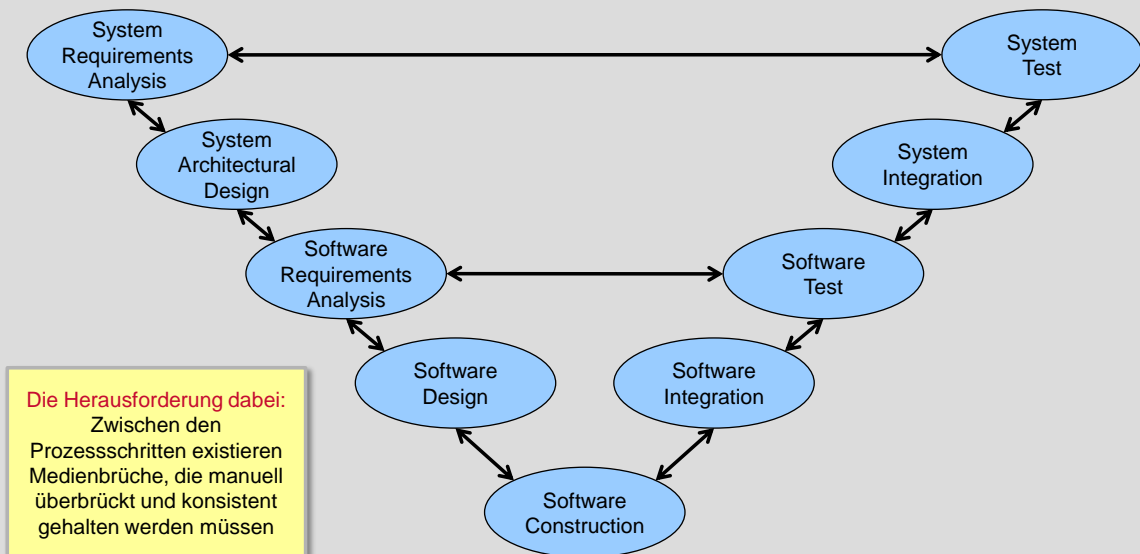 System
Requirements
Analysis
System
Test
System
Architectural
Design
System
Integration
Software
Requirements
Analysis
Software
Test
Software
Design
Software
Integration
Software
Construction
Die Herausforderung dabei:
Zwischen den
Prozessschritten existieren
Medienbrüche, die manuell
überbrückt und konsistent
gehalten werden müssen